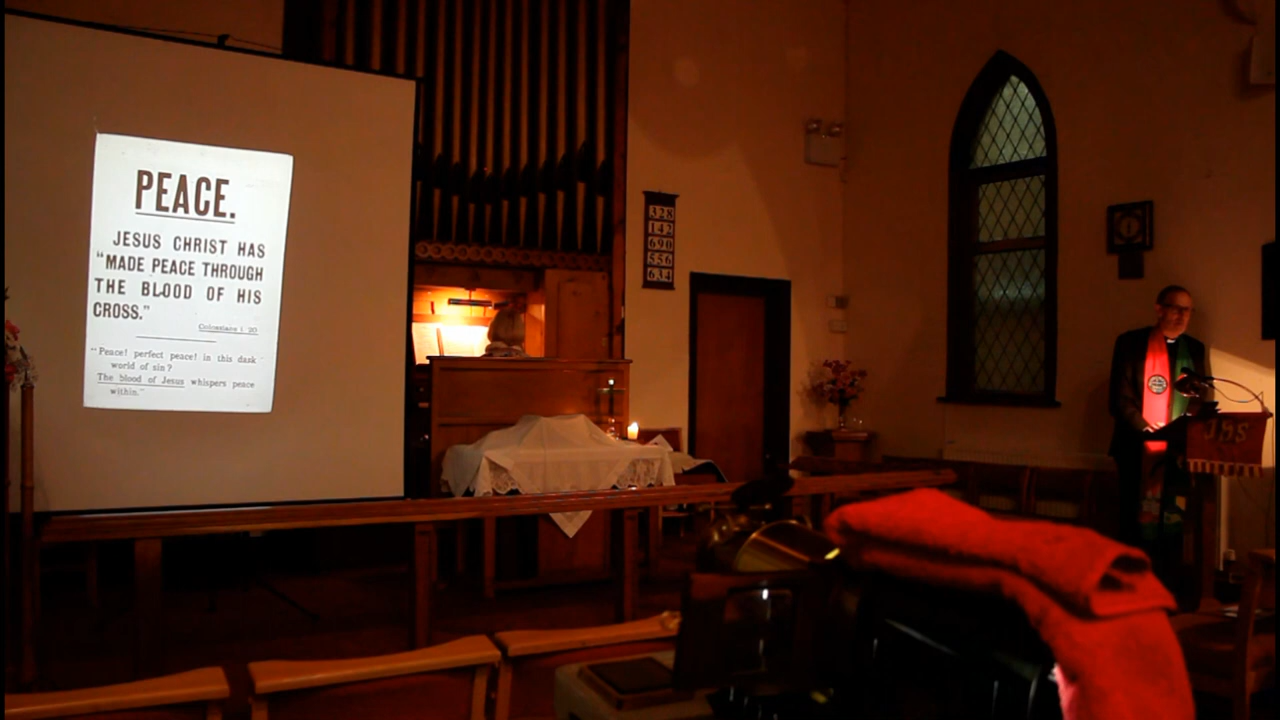 PEACE.
JESUS CHRIST HAS
"MADE PEACE THROUGH
THE BLOOD OF HIS
CROSS."
Colossians 1 20
"Peace! perfect peace! in this dark
world of sin?
The blood of Jesus whispers peace
within."
328
142
690
556
634
IHS